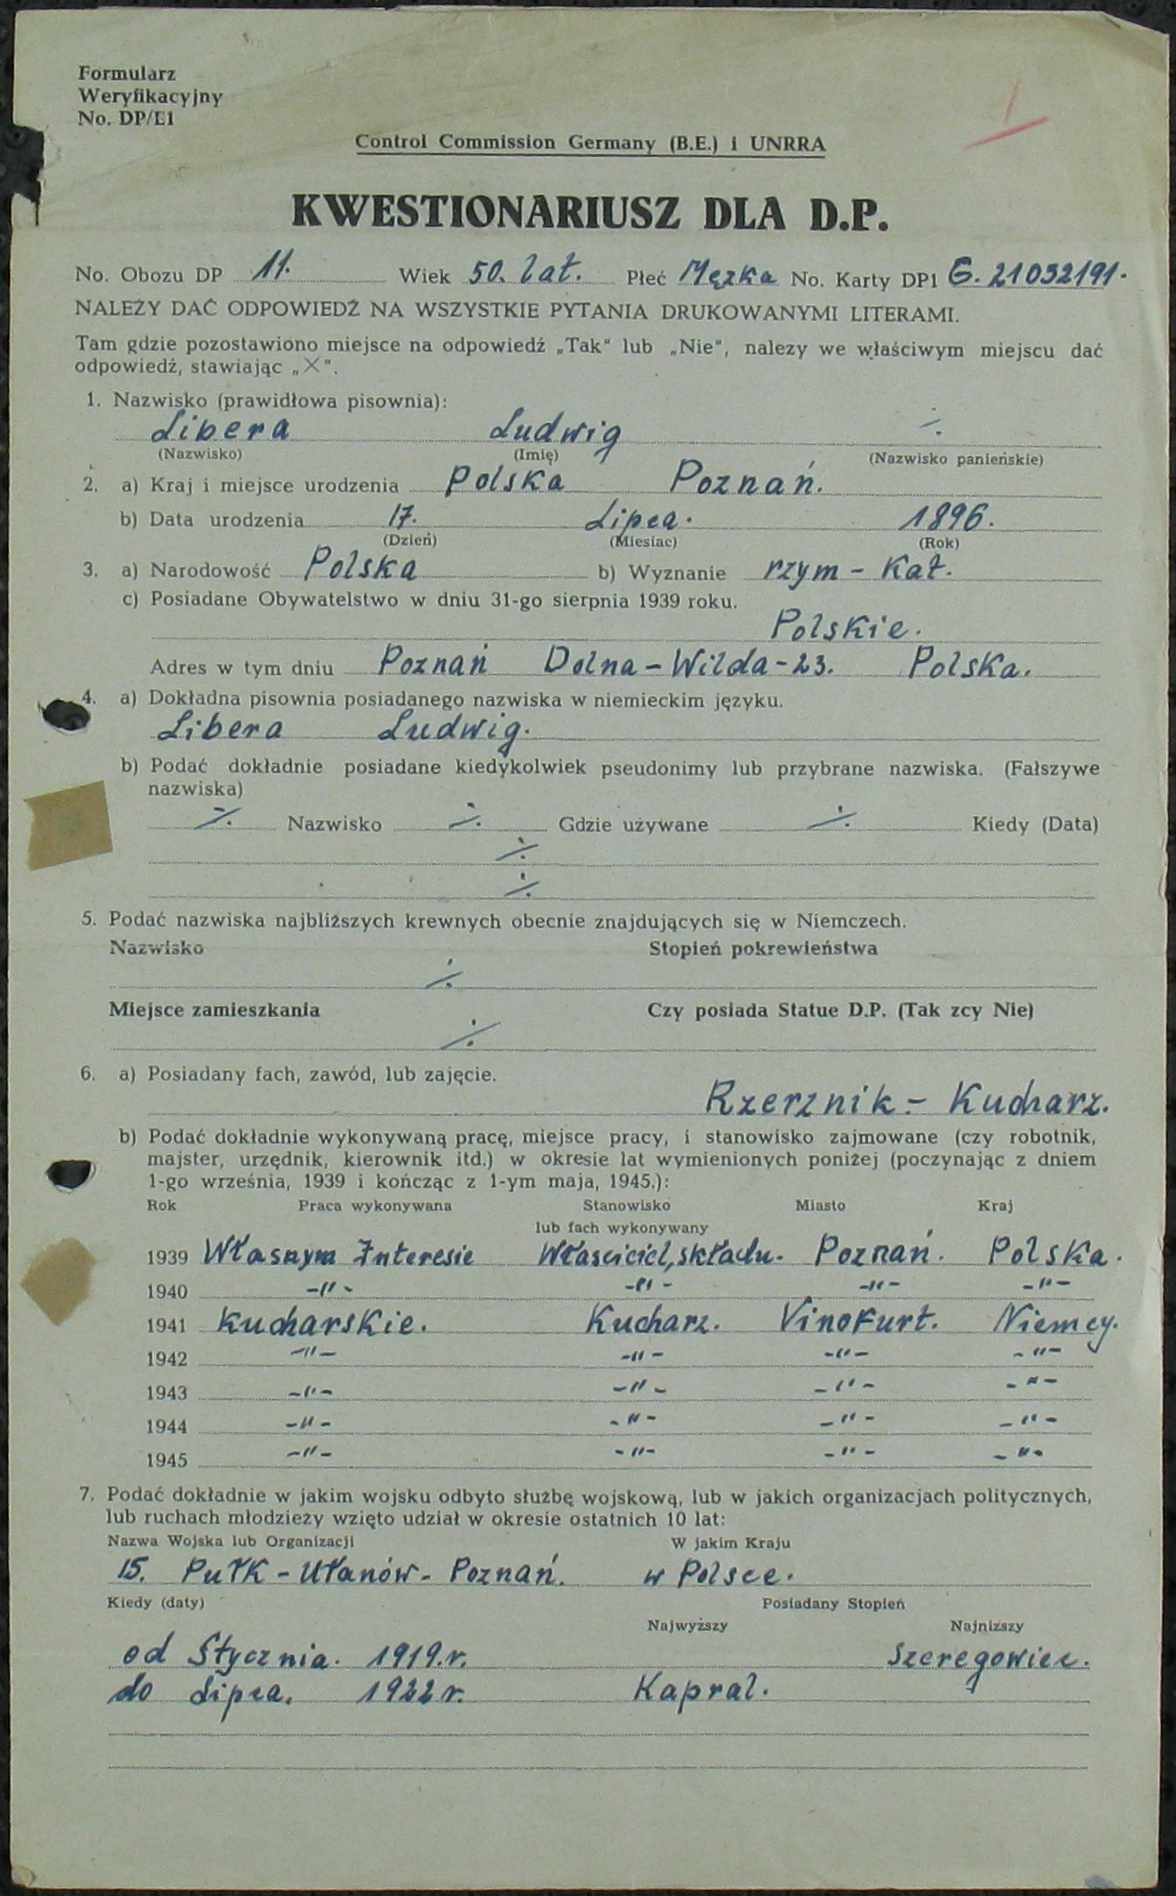 Formularz
Weryfikacyjny
No. DP/E1
Control Commission Germany (B.E.) i UNRRA
KWESTIONARIUSZ DLA D.P.
No. Obozu DP 11. Wiek 50. lat. Płeć Męzka No. Karty DP1 G. 21032191.
NALEŻY DAĆ ODPOWIEDŹ NA WSZYSTKIE PYTANIA DRUKOWANYMI LITERAMI.
Tam gdzie pozostawiono miejsce na odpowiedź „Tak" lub „Nie", nalezy we właściwym miejscu dać
odpowiedź, stawiając „X".
1. Nazwisko (prawidłowa pisownia):
Libera Ludwig ./.
(Nazwisko) (Imię) (Nazwisko panieńskie)
2. a) Kraj i miejsce urodzenia Polska Poznań.
b) Data urodzenia 17. Lipca. 1896.
(Dzień) (Miesiac) (Rok)
3. a) Narodowość Polska b) Wyznanie rzym - Kat.
c) Posiadane Obywatelstwo w dniu 31-go sierpnia 1939 roku.
Polskie.
Adres w tym dniu Poznań Dolna - Wilda - 23. Polska.
4. a) Dokładna pisownia posiadanego nazwiska w niemieckim języku.
Libera Ludwig.
b) Podać dokładnie posiadane kiedykolwiek pseudonimy lub przybrane nazwiska. (Fałszywe
nazwiska)
./. Nazwisko ./. Gdzie używane ./. Kiedy (Data)
./.
./.
5. Podać nazwiska najbliższych krewnych obecnie znajdujących się w Niemczech.
Nazwisko Stopień pokrewieństwa
./.
Miejsce zamieszkania Czy posiada Statue D.P. (Tak zcy Nie)
./.
6. a) Posiadany fach, zawód, lub zajęcie.
Rzerznik - Kucharz.
b) Podać dokładnie wykonywaną pracę, miejsce pracy, i stanowisko zajmowane (czy robotnik,
majster, urzędnik, kierownik itd.) w okresie lat wymienionych poniżej (poczynając z dniem
1-go września, 1939 i kończąc z 1-ym maja, 1945.):
Rok Praca wykonywana Stanowisko Miasto Kraj
lub fach wykonywany
1939 Własnym Interesie Właściciel, składu. Poznań. Polska.
1940 -"- -"- -"- -"-
1941 Kucharskie. Kucharz. Vinofurt. Niemcy.
1942 -"- -"- -"- -"-
1943 -"- -"- -"- -"-
1944 -"- -"- -"- -"-
1945 -"- -"- -"- -"-
7. Podać dokładnie w jakim wojsku odbyto służbę wojskową, lub w jakich organizacjach politycznych,
lub ruchach młodzieży wzięto udział w okresie ostatnich 10 lat:
Nazwa Wojska lub Organizacji W jakim Kraju
15. Pułk - Ułanów - Poznań. w Polsce.
Kiedy (daty) Posiadany Stopień
Najwyższy Najniższy
od Stycznia. 1919.r. Szeregowiec.
do Lipca. 1922 r. Kapral.